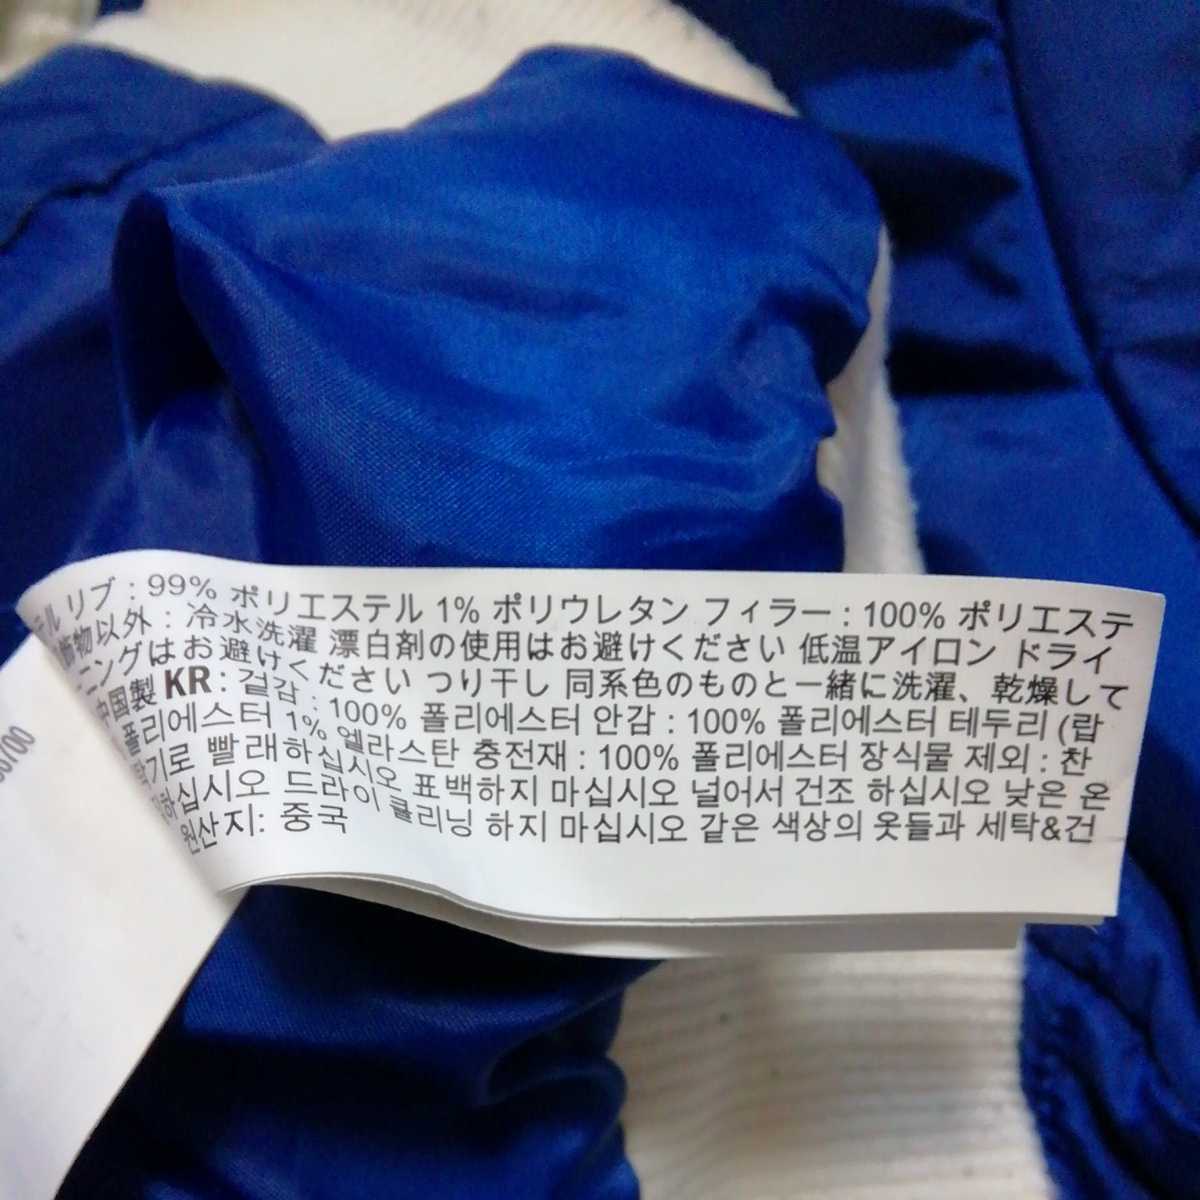 テル リブ : 99% ポリエステル 1% ポリウレタン フィラー : 100% ポリエステ
飾物以外 : 冷水洗濯 漂白剤の使用はお避けください 低温アイロン ドライ
ニングはお避けください つり干し 同系色のものと一緒に洗濯、乾燥して
中国製 KR : 겉감 : 100% 폴리에스터 안감 : 100% 폴리에스터 테두리 (랍
폴리에스터 1% 엘라스탄 충전재 : 100% 폴리에스터 장식물 제외 : 찬
탁기로 빨래하십시오 표백하지 마십시오 널어서 건조 하십시오 낮은 온
하십시오 드라이 클리닝 하지 마십시오 같은 색상의 옷들과 세탁&건
원산지: 중국